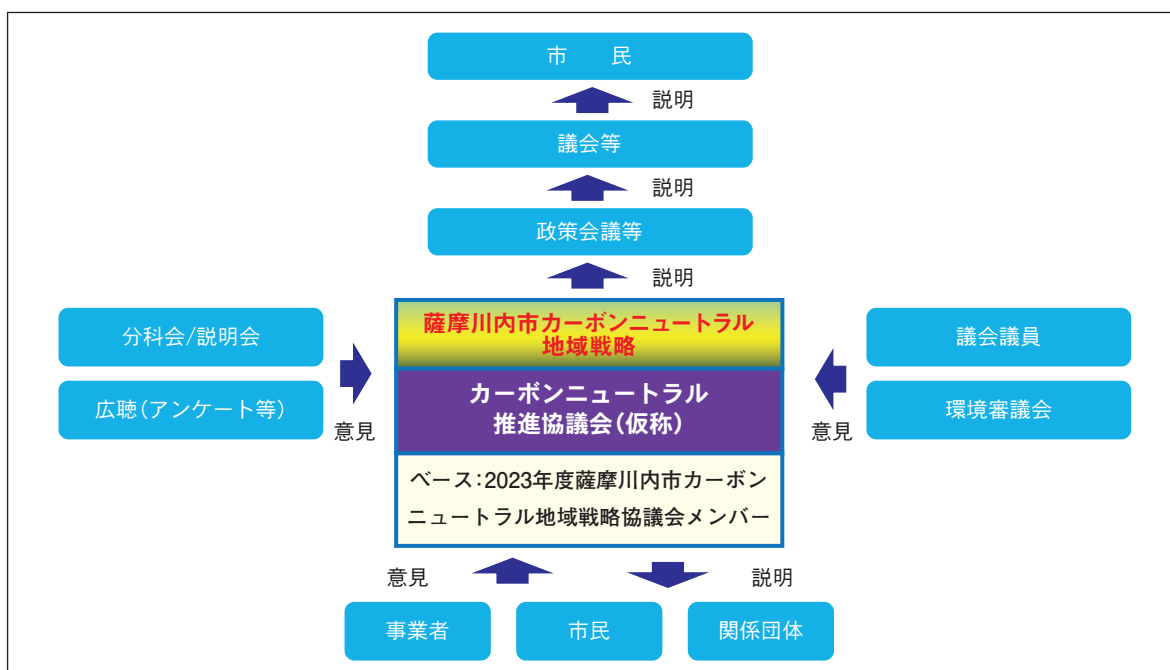 市　民
説明
議会等
説明
政策会議等
説明
分科会/説明会
広聴(アンケート等)
意見
薩摩川内市カーボンニュートラル
地域戦略
カーボンニュートラル
推進協議会(仮称)
ベース:2023年度薩摩川内市カーボン
ニュートラル地域戦略協議会メンバー
議会議員
環境審議会
意見
意見
説明
事業者
市民
関係団体